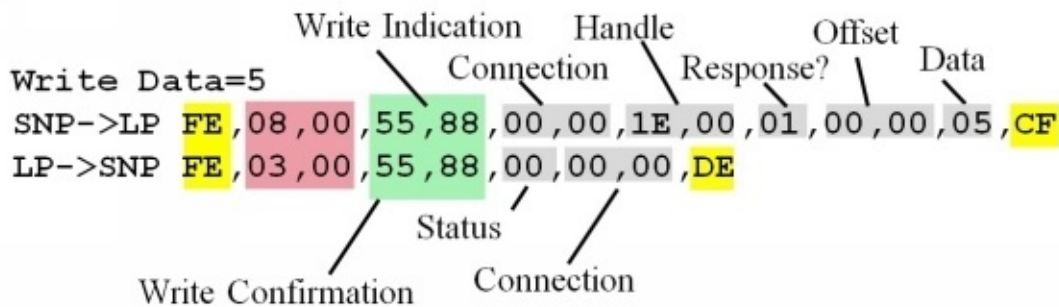 Write Indication
Handle
Offset
Connection
Response?
Data
Write Data=5
SNP->LP FE,08,00,55,88,00,00,1E,00,01,00,00,05,CF
LP->SNP FE,03,00,55,88,00,00,00,DE
Status
Connection
Write Confirmation